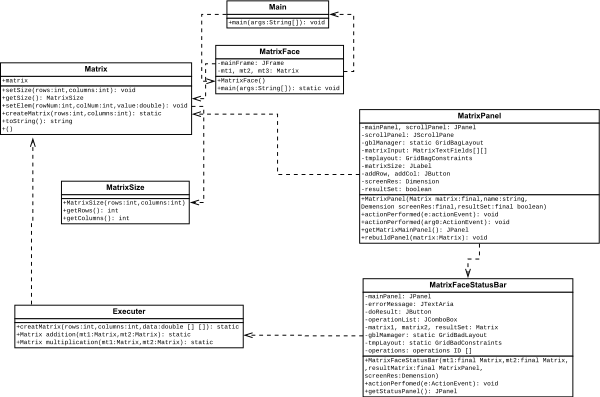 Main
+main(args:String[]): void
MatrixFace
-mainFrame: JFrame
-mt1, mt2, mt3: Matrix
+MatrixFace()
+main(args:String[]): static void
Matrix
+matrix
+setSize(rows:int,columns:int): void
+getSize(): MatrixSize
+setElem(rowNum:int,colNum:int,value:double): void
+createMatrix(rows:int,columns:int): static
+toString(): string
+()
MatrixSize
+MatrixSize(rows:int,columns:int)
+getRows(): int
+getColumns(): int
MatrixPanel
-mainPanel, scrollPanel: JPanel
-scrollPanel: JScrollPane
-gblManager: static GridBagLayout
-matrixInput: MatrixTextFields[][]
-tmplayout: GridBagConstraints
-matrixSize: JLabel
-addRow, addCol: JButton
-screenRes: Dimension
-resultSet: boolean
+MatrixPanel(Matrix matrix:final,name:string,
Demension screenRes:final,resultSet:final boolean)
+actionPerformed(e:actionEvent): void
+actionPerformed(arg0:ActionEvent): void
+getMatrixMainPanel(): JPanel
+rebuildPanel(matrix:Matrix): void
Executer
+creatMatrix(rows:int,columns:int,data:double [] []): static
+Matrix addition(mt1:Matrix,mt2:Matrix): static
+Matrix multiplication(mt1:Matrix,mt2:Matrix): static
MatrixFaceStatusBar
-mainPanel: JPanel
-errorMessage: JTextAria
-doResult: JButton
-operationList: JComboBox
-matrix1, matrix2, resultSet: Matrix
-gblMamager: static GridBadLayout
-tmpLayout: static GridBadConstraints
-operations: operations ID []
+MatrixFaceStatusBar(mt1:final Matrix,mt2:final Matrix,
,resultMatrix:final MatrixPanel,
screenRes:Demension)
+actionPerfomed(e:ActionEvent): void
+getStatusPanel(): JPanel